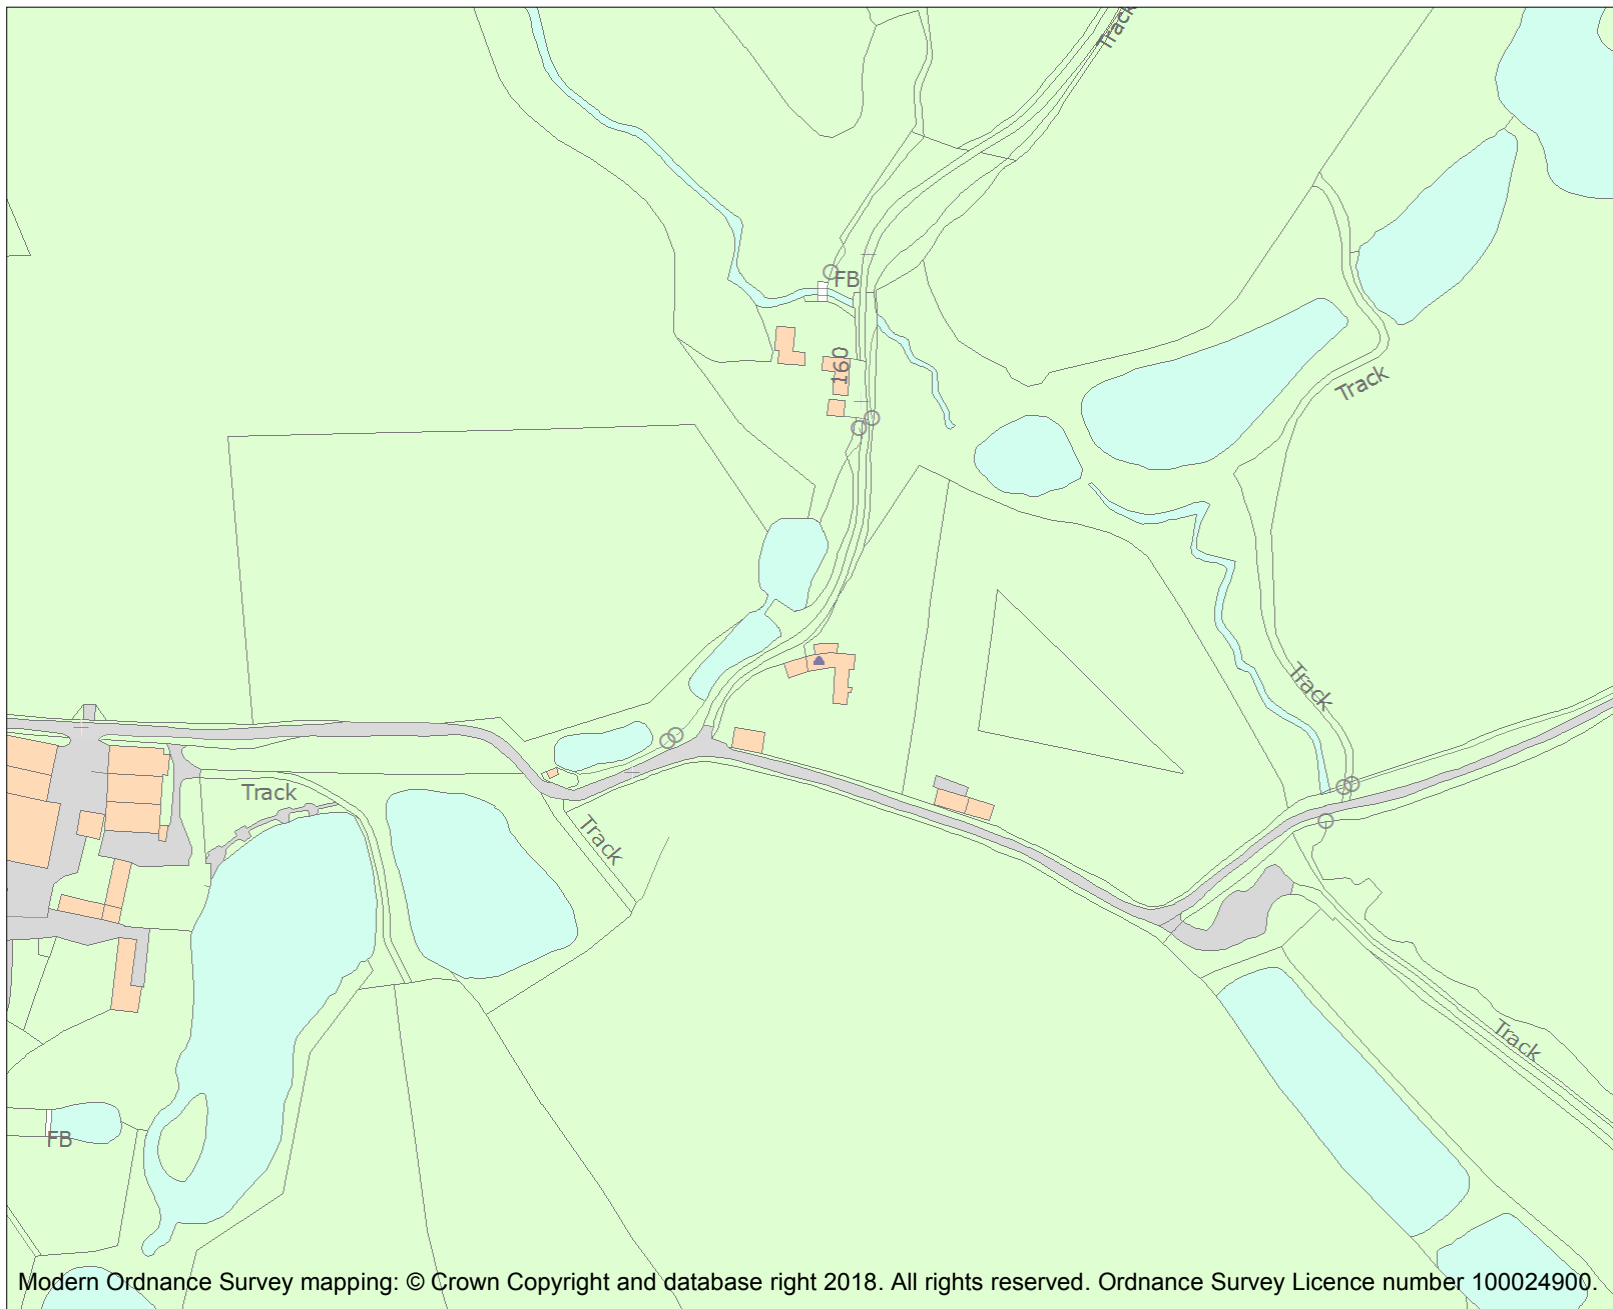 Track
FB
160
Track
Track
Track
Track
Track
FB
Modern Ordnance Survey mapping: © Crown Copyright and database right 2018. All rights reserved. Ordnance Survey Licence number 100024900.